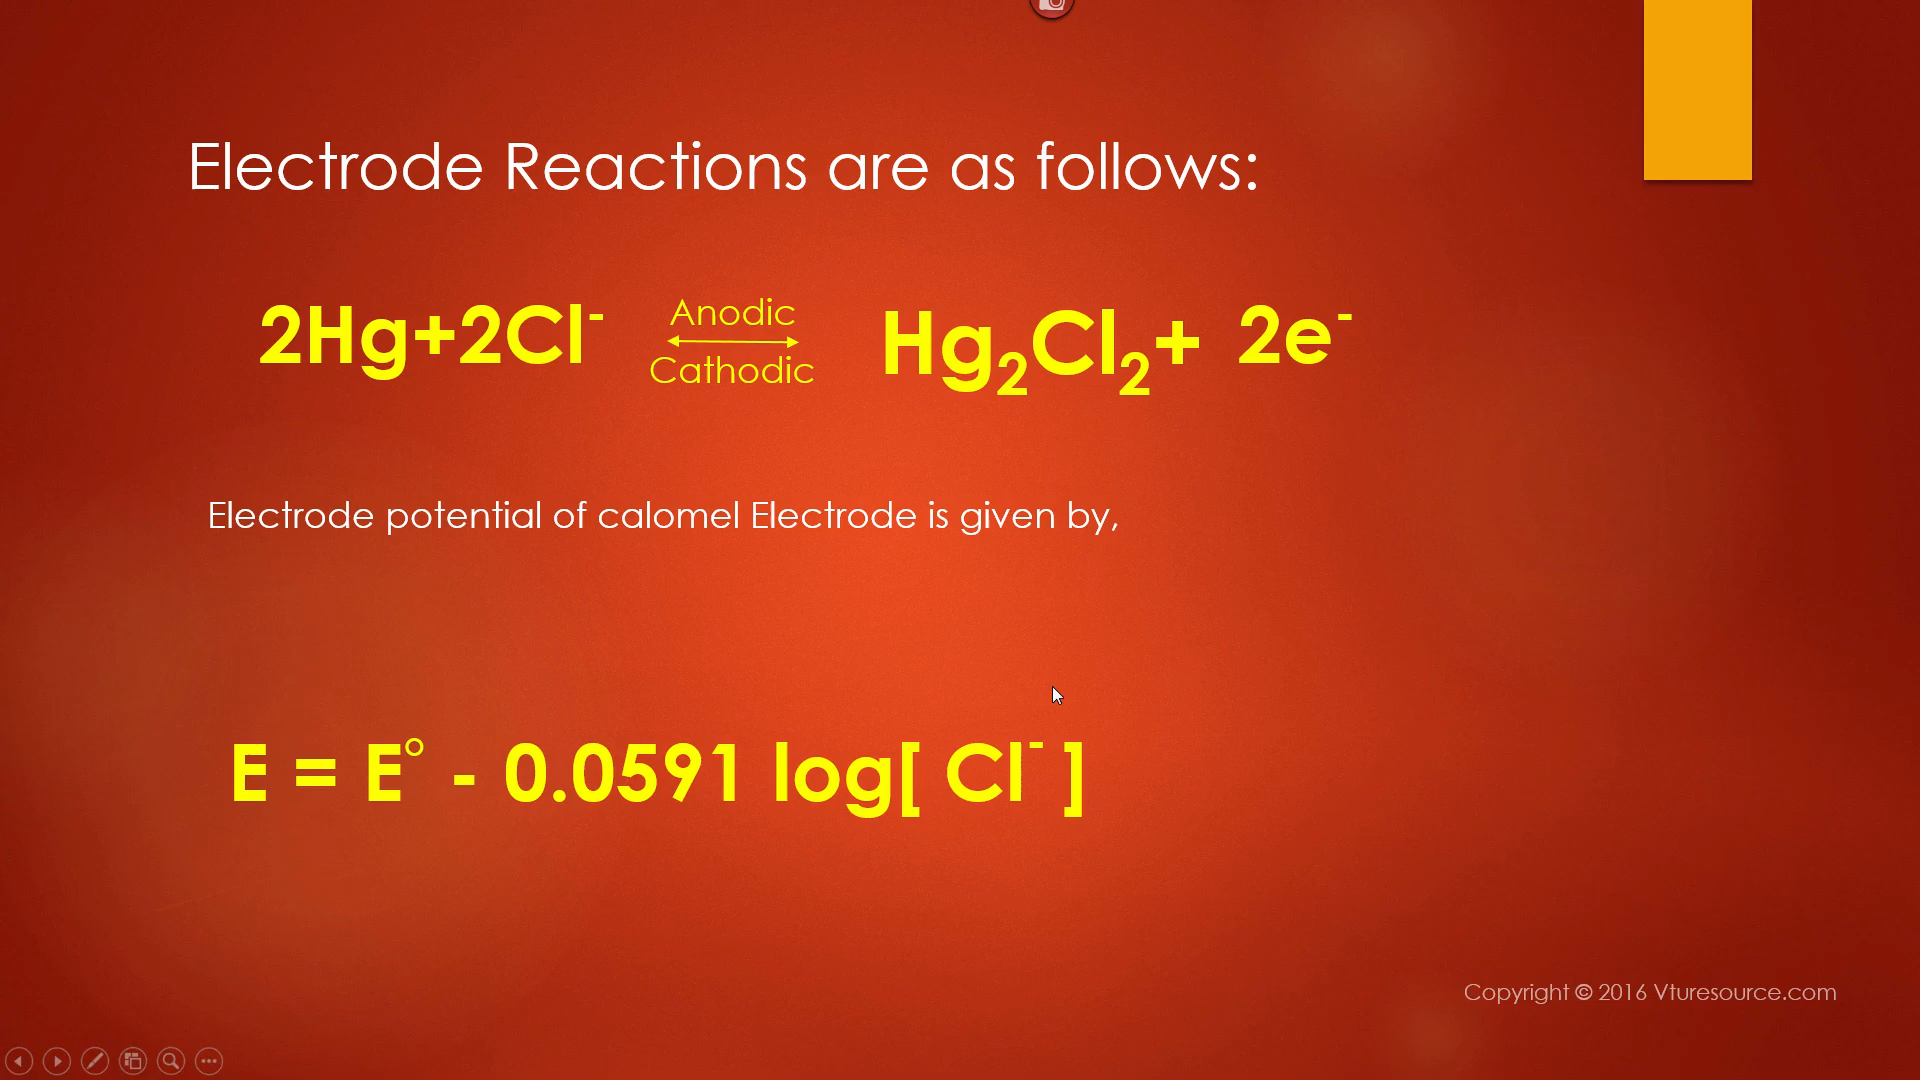 Electrode Reactions are as follows:
2Hg+2Cl⁻ Anodic ⟷ Cathodic Hg₂Cl₂+ 2e⁻
Electrode potential of calomel Electrode is given by,
E = E° - 0.0591 log[ Cl⁻ ]
Copyright © 2016 Vturesource.com